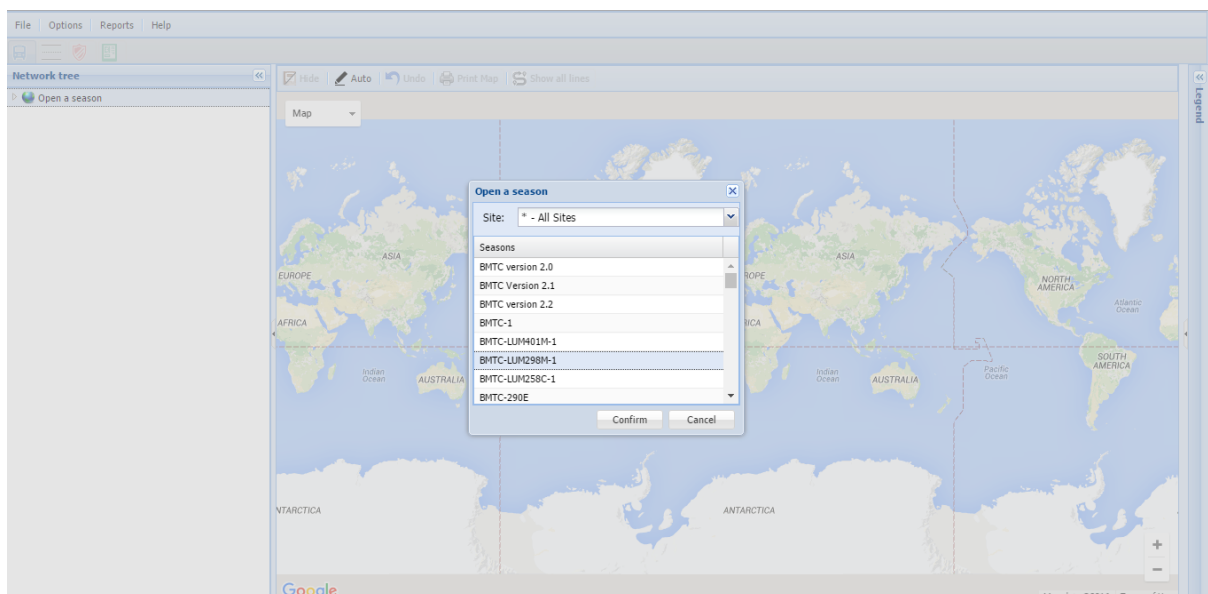 File Options Reports Help
Network tree
Hide Auto Undo Print Map Show all lines
Legend
Open a season
Map
Open a season
Site: * - All Sites
Seasons
BMTC version 2.0
BMTC Version 2.1
BMTC version 2.2
BMTC-1
BMTC-LUM401M-1
BMTC-LUM298M-1
BMTC-LUM258C-1
BMTC-290E
Confirm Cancel
ASIA
EUROPE
AFRICA
Indian
Ocean
AUSTRALIA
ASIA
Indian
Ocean
AUSTRALIA
NORTH
AMERICA
Atlantic
Ocean
Pacific
Ocean
SOUTH
AMERICA
ANTARCTICA
Google